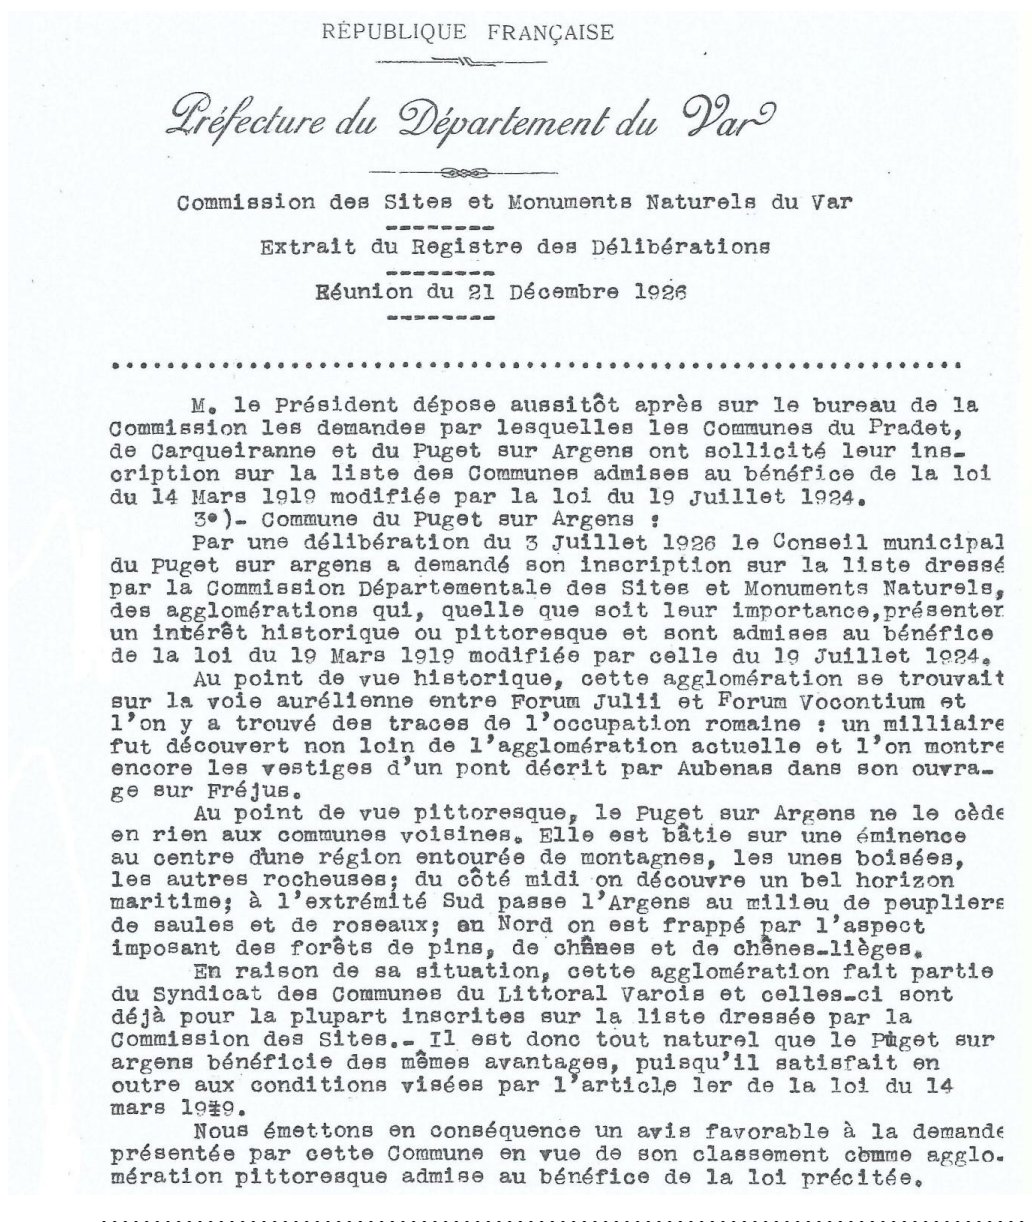 RÉPUBLIQUE FRANÇAISE
Préfecture du Département du Var
Commission des Sites et Monuments Naturels du Var
--------
Extrait du Registre des Délibérations
--------
Réunion du 21 Décembre 1926
--------
..............................................................
M. le Président dépose aussitôt après sur le bureau de la
Commission les demandes par lesquelles les Communes du Pradet,
de Carqueiranne et du Puget sur Argens ont sollicité leur ins-
cription sur la liste des Communes admises au bénéfice de la loi
du 14 Mars 1919 modifiée par la loi du 19 Juillet 1924.
3°)- Commune du Puget sur Argens :
Par une délibération du 3 Juillet 1926 le Conseil municipal
du Puget sur argens a demandé son inscription sur la liste dressé
par la Commission Départementale des Sites et Monuments Naturels,
des agglomérations qui, quelle que soit leur importance,présenter
un intérêt historique ou pittoresque et sont admises au bénéfice
de la loi du 19 Mars 1919 modifiée par celle du 19 Juillet 1924.
Au point de vue historique, cette agglomération se trouvait
sur la voie aurélienne entre Forum Julii et Forum Vocontium et
l'on y a trouvé des traces de l'occupation romaine : un milliaire
fut découvert non loin de l'agglomération actuelle et l'on montre
encore les vestiges d'un pont décrit par Aubenas dans son ouvra-
ge sur Fréjus.
Au point de vue pittoresque, le Puget sur Argens ne le cède
en rien aux communes voisines. Elle est bâtie sur une éminence
au centre d'une région entourée de montagnes, les unes boisées,
les autres rocheuses; du côté midi on découvre un bel horizon
maritime; à l'extrémité Sud passe l'Argens au milieu de peupliers
de saules et de roseaux; en Nord on est frappé par l'aspect
imposant des forêts de pins, de chênes et de chênes-lièges.
En raison de sa situation, cette agglomération fait partie
du Syndicat des Communes du Littoral Varois et celles-ci sont
déjà pour la plupart inscrites sur la liste dressée par la
Commission des Sites.- Il est donc tout naturel que le Puget sur
argens bénéficie des mêmes avantages, puisqu'il satisfait en
outre aux conditions visées par l'article 1er de la loi du 14
mars 1919.
Nous émettons en conséquence un avis favorable à la demande
présentée par cette Commune en vue de son classement comme agglo-
mération pittoresque admise au bénéfice de la loi précitée.
..............................................................